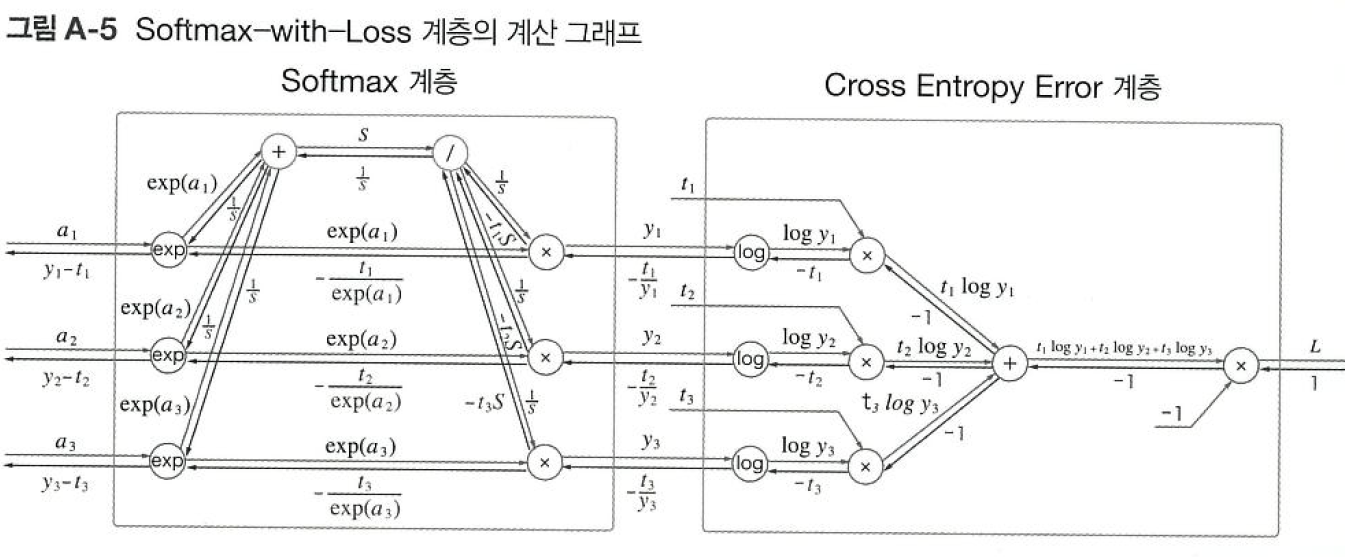 그림 A-5 Softmax-with-Loss 계층의 계산 그래프
Softmax 계층
Cross Entropy Error 계층
+ S / 
1/S
exp(a₁) 1/S
1/S -t₁S
t₁
a₁ exp exp(a₁) × y₁ log log y₁ ×
y₁-t₁ - t₁/exp(a₁) - t₁/y₁ -t₁
t₁ log y₁
-1
exp(a₂) 1/S 1/S
1/S -t₂S
t₂
a₂ exp exp(a₂) × y₂ log log y₂ × t₂ log y₂ + t₁ log y₁+t₂ log y₂+t₃ log y₃ × L
y₂-t₂ - t₂/exp(a₂) - t₂/y₂ -t₂ -1 -1 1
exp(a₃) -t₃S 1/S
t₃
t₃ log y₃
-1
-1
a₃ exp exp(a₃) × y₃ log log y₃ ×
y₃-t₃ - t₃/exp(a₃) - t₃/y₃ -t₃